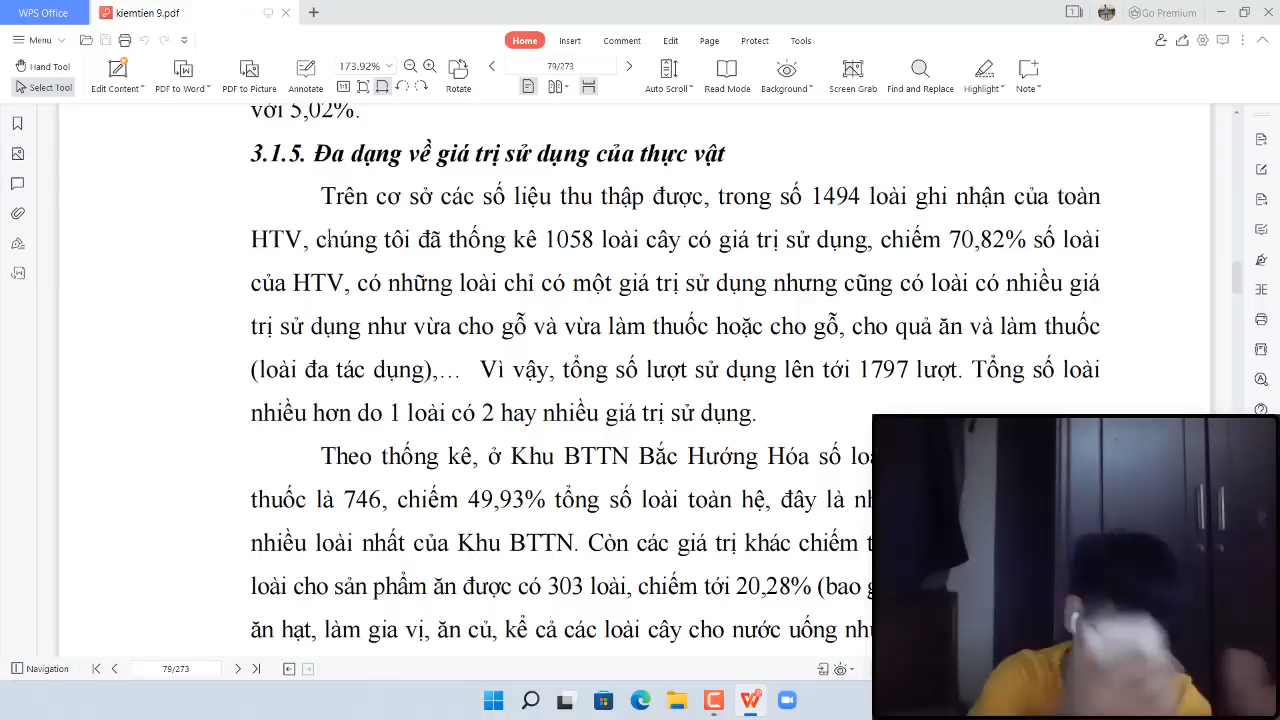 WPS Office
kiemtien 9.pdf
Go Premium
Menu
Home
Insert
Comment
Edit
Page
Protect
Tools
Hand Tool
Select Tool
Edit Content
PDF to Word
PDF to Picture
Annotate
173.92%
Rotate
79/273
Auto Scroll
Read Mode
Background
Screen Grab
Find and Replace
Highlight
Note
với 5,02%.
3.1.5. Đa dạng về giá trị sử dụng của thực vật
Trên cơ sở các số liệu thu thập được, trong số 1494 loài ghi nhận của toàn
HTV, chúng tôi đã thống kê 1058 loài cây có giá trị sử dụng, chiếm 70,82% số loài
của HTV, có những loài chỉ có một giá trị sử dụng nhưng cũng có loài có nhiều giá
trị sử dụng như vừa cho gỗ và vừa làm thuốc hoặc cho gỗ, cho quả ăn và làm thuốc
(loài đa tác dụng),… Vì vậy, tổng số lượt sử dụng lên tới 1797 lượt. Tổng số loài
nhiều hơn do 1 loài có 2 hay nhiều giá trị sử dụng.
Theo thống kê, ở Khu BTTN Bắc Hướng Hóa số
thuốc là 746, chiếm 49,93% tổng số loài toàn hệ, đây là
nhiều loài nhất của Khu BTTN. Còn các giá trị khác chiếm
loài cho sản phẩm ăn được có 303 loài, chiếm tới 20,28% (bao
ăn hạt, làm gia vị, ăn củ, kể cả các loài cây cho nước uống
Navigation
79/273